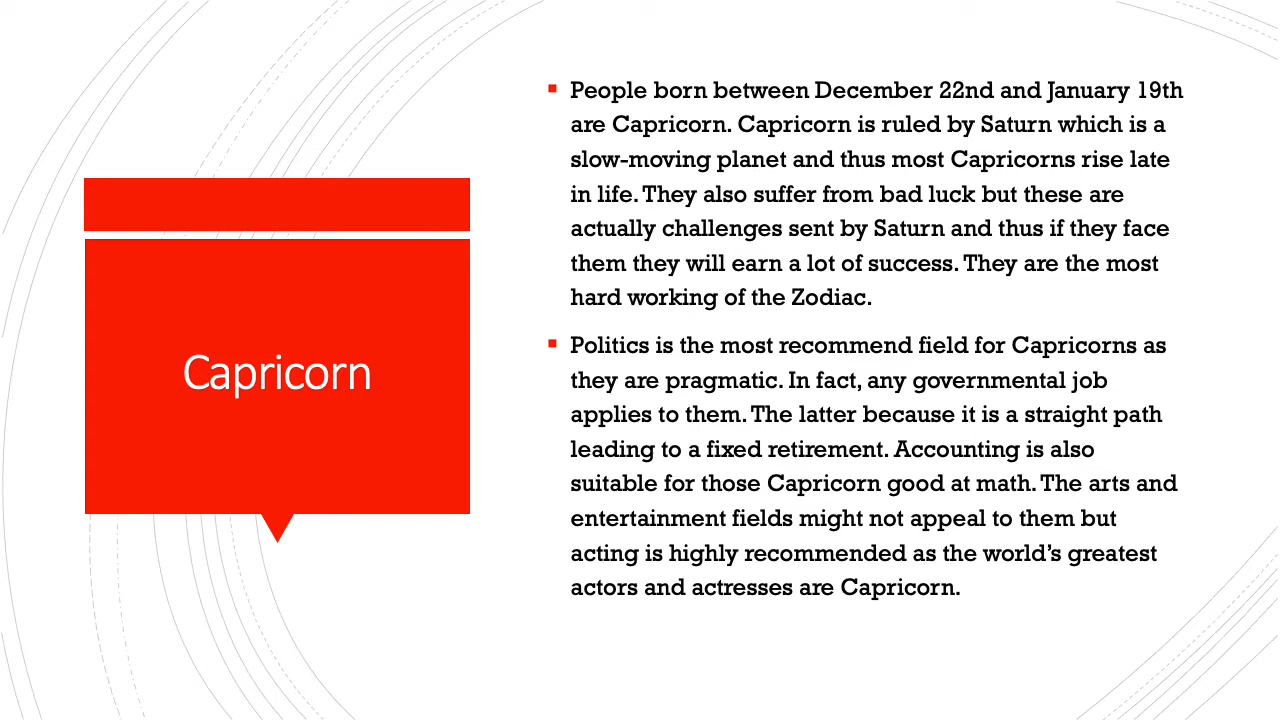 Capricorn
People born between December 22nd and January 19th
are Capricorn. Capricorn is ruled by Saturn which is a
slow-moving planet and thus most Capricorns rise late
in life. They also suffer from bad luck but these are
actually challenges sent by Saturn and thus if they face
them they will earn a lot of success. They are the most
hard working of the Zodiac.
Politics is the most recommend field for Capricorns as
they are pragmatic. In fact, any governmental job
applies to them. The latter because it is a straight path
leading to a fixed retirement. Accounting is also
suitable for those Capricorn good at math. The arts and
entertainment fields might not appeal to them but
acting is highly recommended as the world’s greatest
actors and actresses are Capricorn.